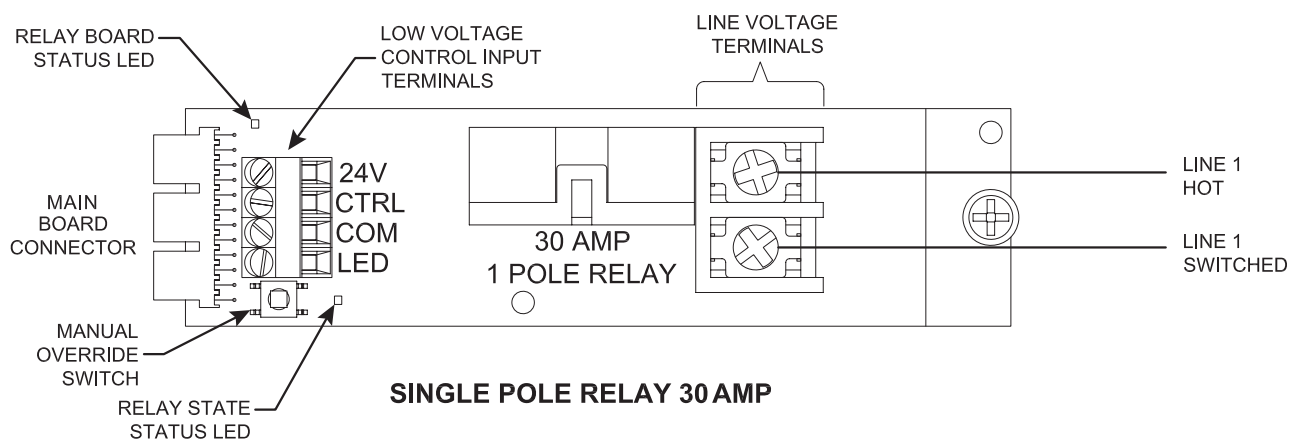 RELAY BOARD
STATUS LED
LOW VOLTAGE
CONTROL INPUT
TERMINALS
LINE VOLTAGE
TERMINALS
MAIN
BOARD
CONNECTOR
24V
CTRL
COM
LED
30 AMP
1 POLE RELAY
LINE 1
HOT
LINE 1
SWITCHED
MANUAL
OVERRIDE
SWITCH
RELAY STATE
STATUS LED
SINGLE POLE RELAY 30 AMP